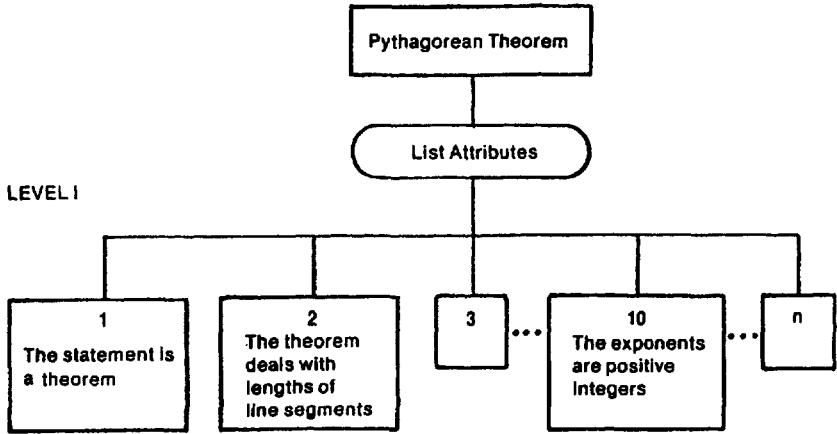 Pythagorean Theorem
List Attributes
LEVEL I
1
The statement is
a theorem
2
The theorem
deals with
lengths of
line segments
3
...
10
The exponents
are positive
Integers
...
n